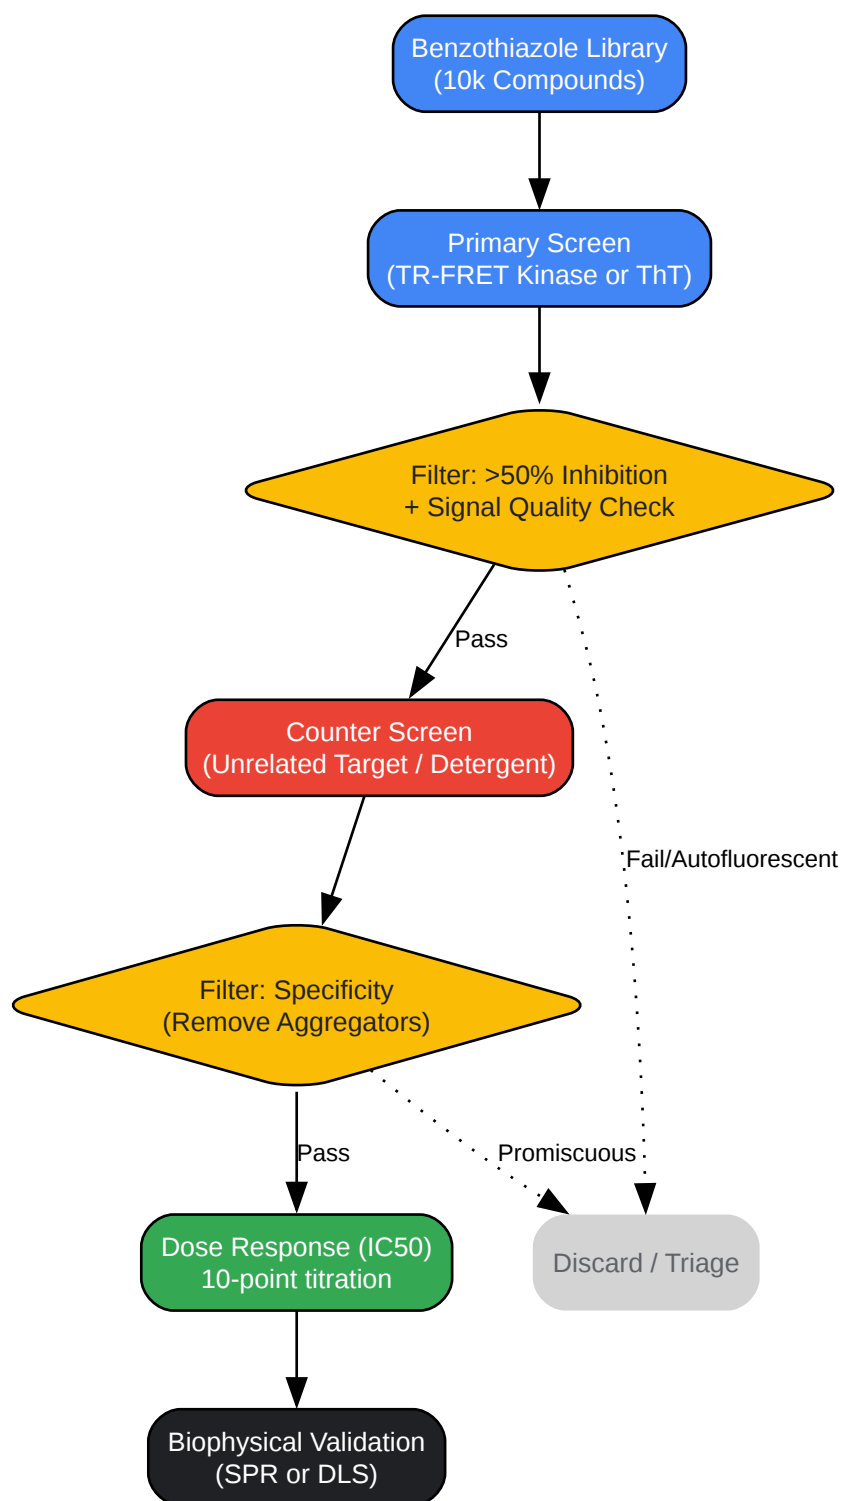 Benzothiazole Library
(10k Compounds)
Primary Screen
(TR-FRET Kinase or ThT)
Filter: >50% Inhibition
+ Signal Quality Check
Pass
Counter Screen
(Unrelated Target / Detergent)
Fail/Autofluorescent
Filter: Specificity
(Remove Aggregators)
Pass
Promiscuous
Dose Response (IC50)
10-point titration
Discard / Triage
Biophysical Validation
(SPR or DLS)